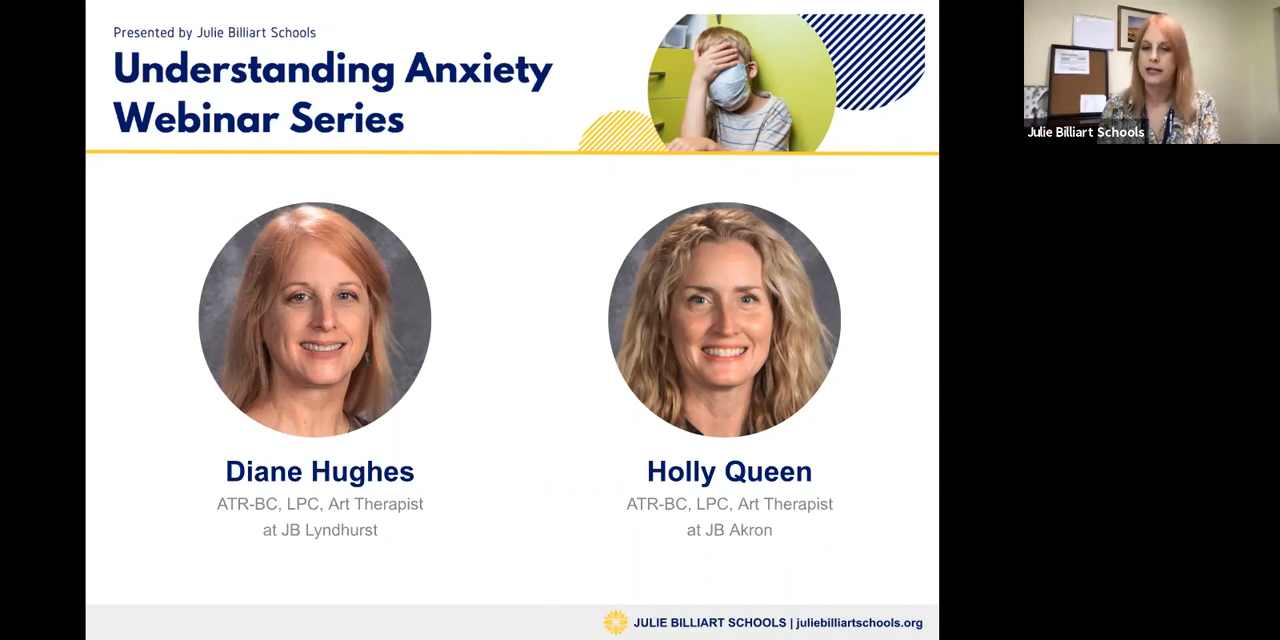 Presented by Julie Billiart Schools
Understanding Anxiety
Webinar Series
Julie Billiart Schools
Diane Hughes
ATR-BC, LPC, Art Therapist
at JB Lyndhurst
Holly Queen
ATR-BC, LPC, Art Therapist
at JB Akron
JULIE BILLIART SCHOOLS | juliebilliartschools.org